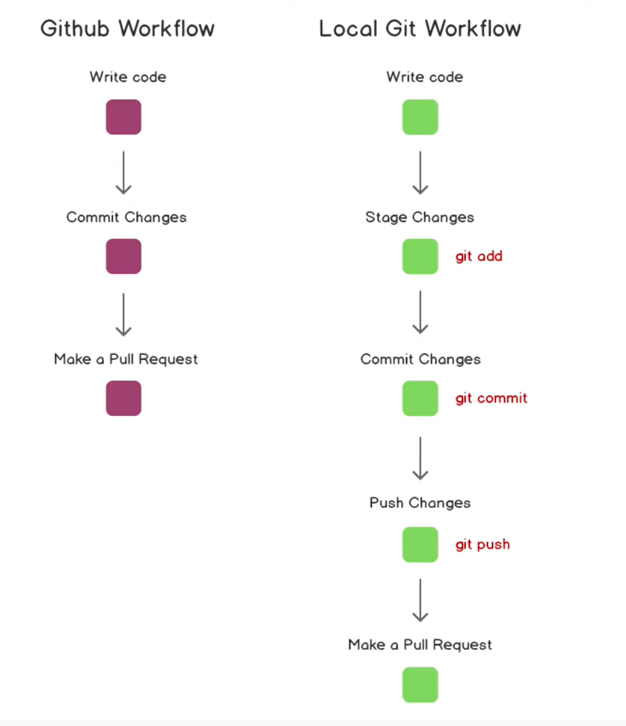 Github Workflow
Write code
Commit Changes
Make a Pull Request
Local Git Workflow
Write code
Stage Changes
git add
Commit Changes
git commit
Push Changes
git push
Make a Pull Request